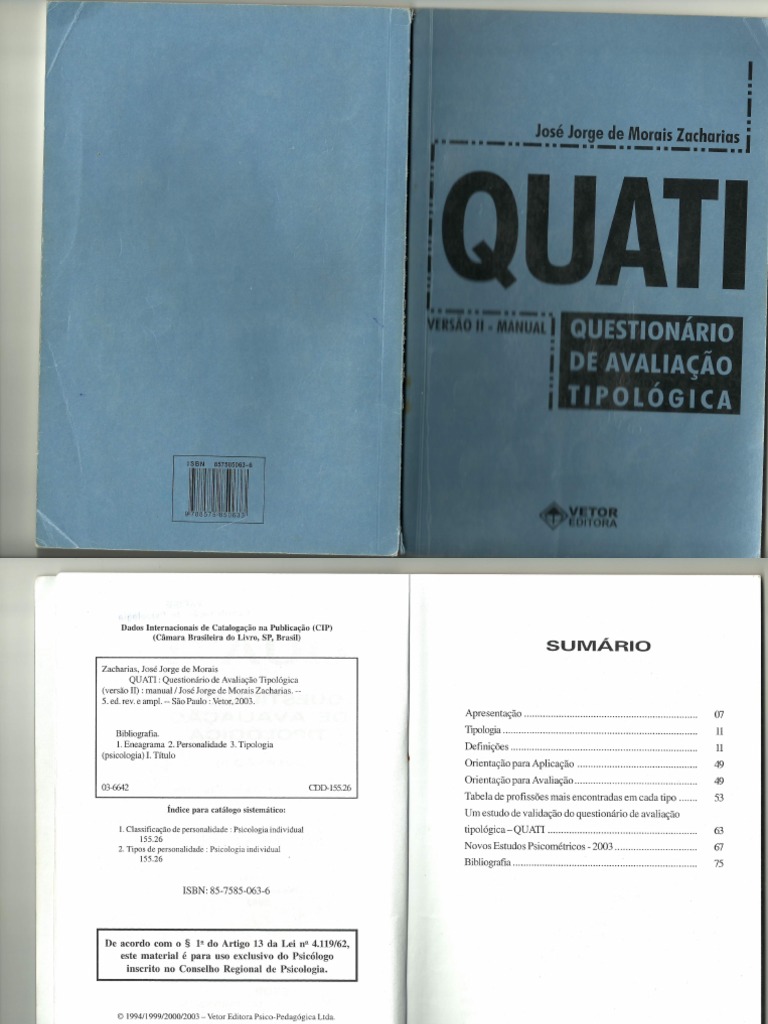 José Jorge de Morais Zacharias
QUATI
VERSÃO II - MANUAL
QUESTIONÁRIO
DE AVALIAÇÃO
TIPOLÓGICA
VETOR
EDITORA
ISBN 857585063-6
Dados Internacionais de Catalogação na Publicação (CIP)
(Câmara Brasileira do Livro, SP, Brasil)
Zacharias, José Jorge de Morais
QUATI : Questionário de Avaliação Tipológica
(versão II) : manual / José Jorge de Morais Zacharias. --
5. ed. rev. e ampl. -- São Paulo : Vetor, 2003.
Bibliografia.
1. Eneagrama 2. Personalidade 3. Tipologia
(psicologia) I. Título
03-6642 CDD-155.26
Índice para catálogo sistemático:
1. Classificação de personalidade : Psicologia individual
155.26
2. Tipos de personalidade : Psicologia individual
155.26
ISBN: 85-7585-063-6
De acordo com o § 1º do Artigo 13 da Lei nº 4.119/62,
este material é para uso exclusivo do Psicólogo
inscrito no Conselho Regional de Psicologia.
© 1994/1999/2000/2003 – Vetor Editora Psico-Pedagógica Ltda.
SUMÁRIO
Apresentação 07
Tipologia 11
Definições 11
Orientação para Aplicação 49
Orientação para Avaliação 49
Tabela de profissões mais encontradas em cada tipo 53
Um estudo de validação do questionário de avaliação
tipológica – QUATI 63
Novos Estudos Psicométricos - 2003 67
Bibliografia 75